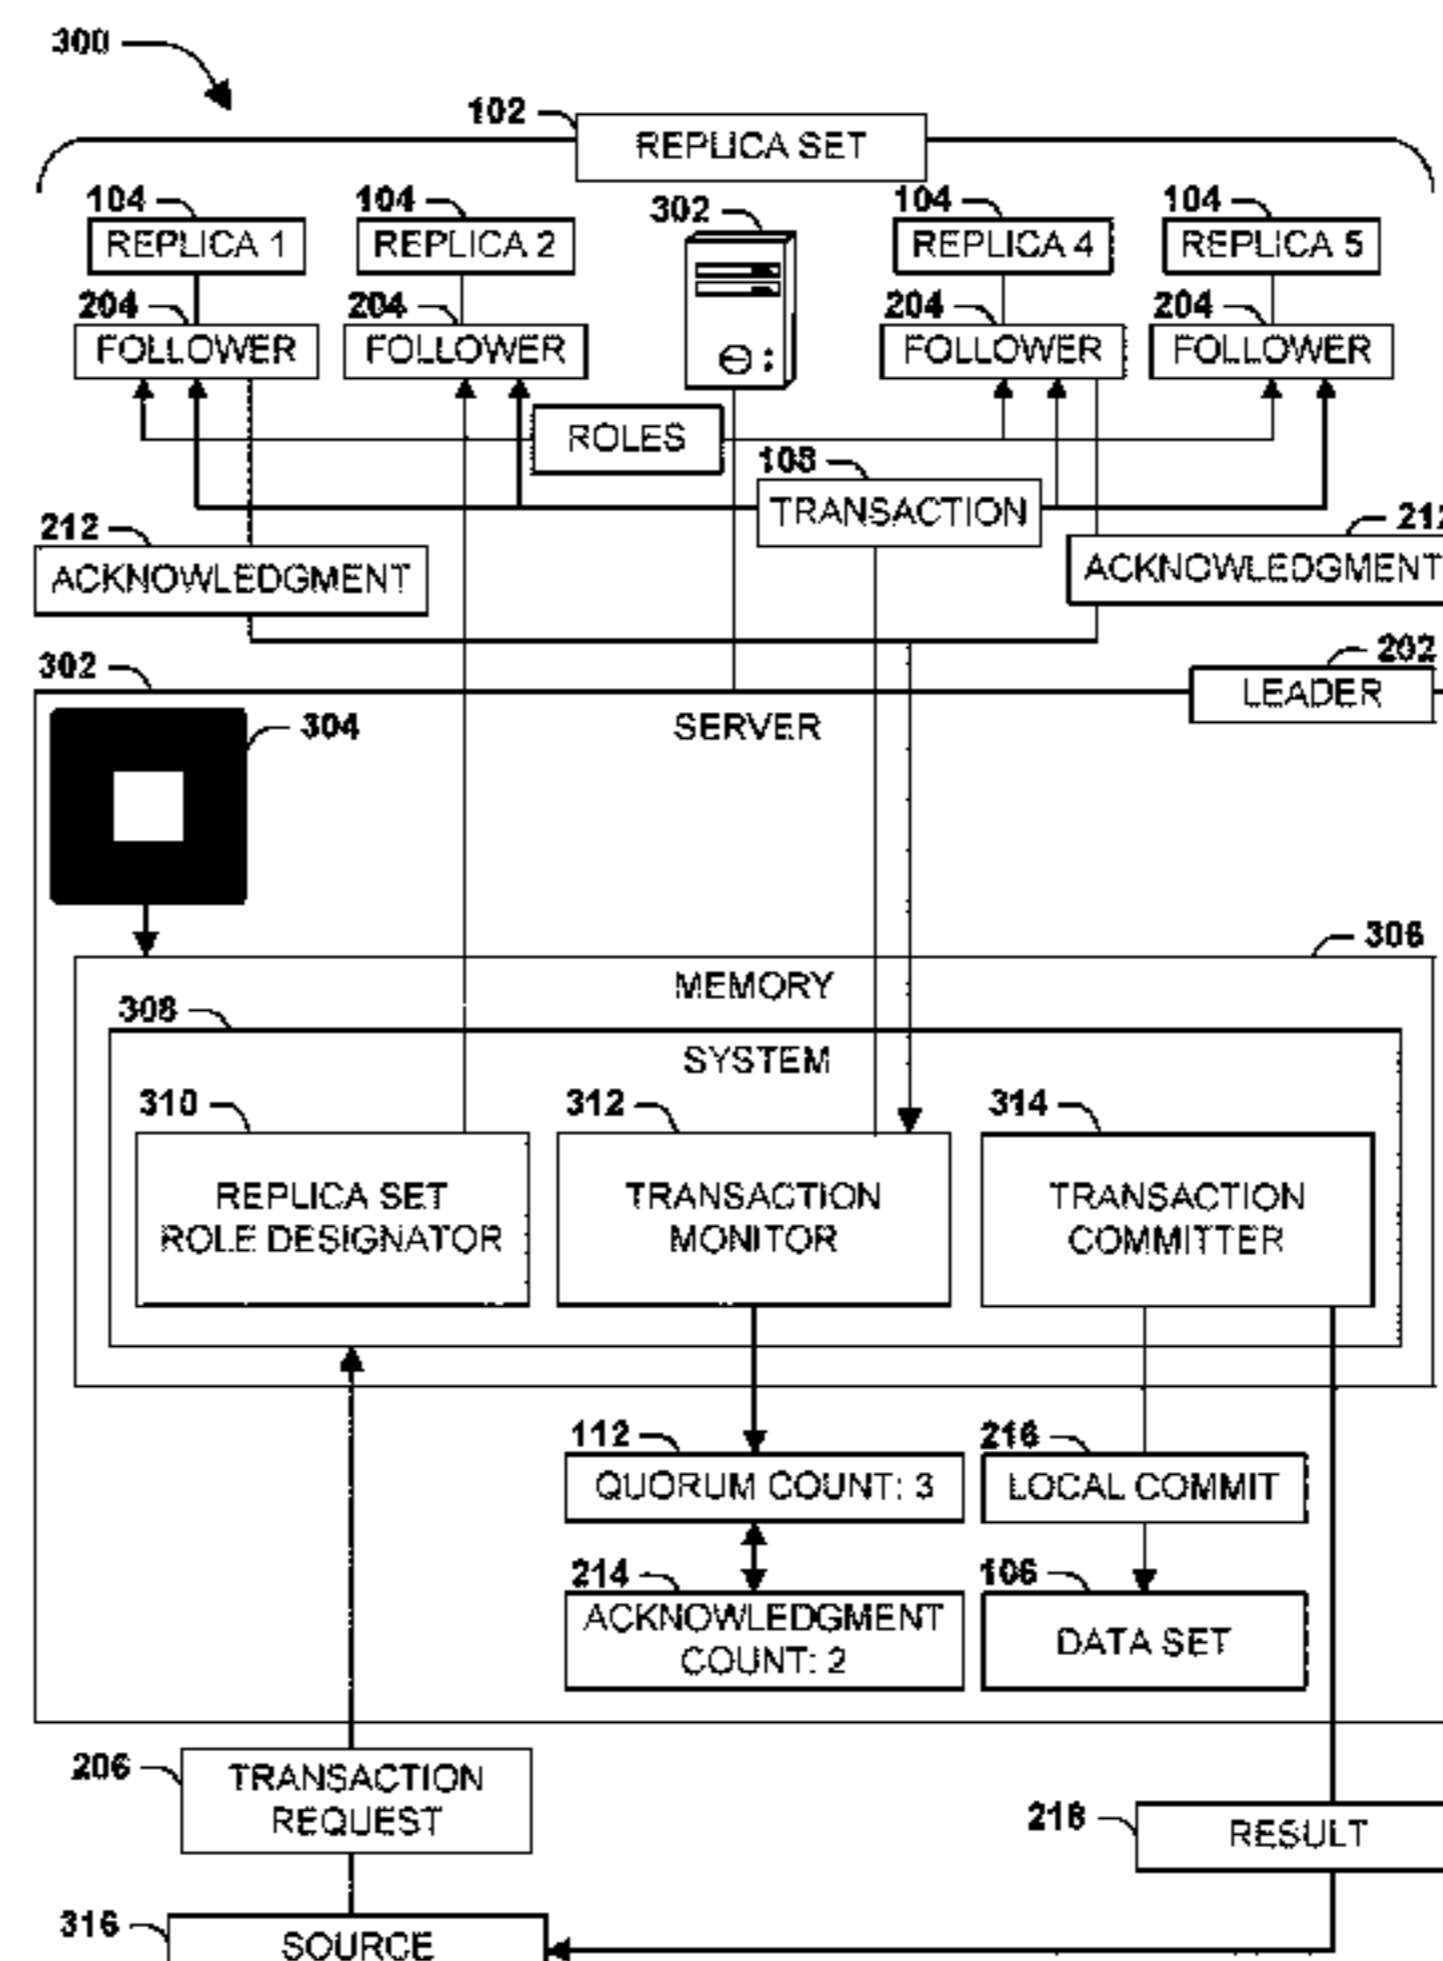 300
102
REPLICA SET
104
104
302
104
104
REPLICA 1
REPLICA 2
REPLICA 4
REPLICA 5
204
204
204
204
FOLLOWER
FOLLOWER
FOLLOWER
FOLLOWER
ROLES
108
TRANSACTION
212
ACKNOWLEDGMENT
212
ACKNOWLEDGMENT
302
202
LEADER
304
SERVER
306
MEMORY
308
SYSTEM
310
312
314
REPLICA SET
ROLE DESIGNATOR
TRANSACTION
MONITOR
TRANSACTION
COMMITTER
112
QUORUM COUNT: 3
216
LOCAL COMMIT
214
ACKNOWLEDGMENT
COUNT: 2
106
DATA SET
206
TRANSACTION
REQUEST
218
RESULT
316
SOURCE